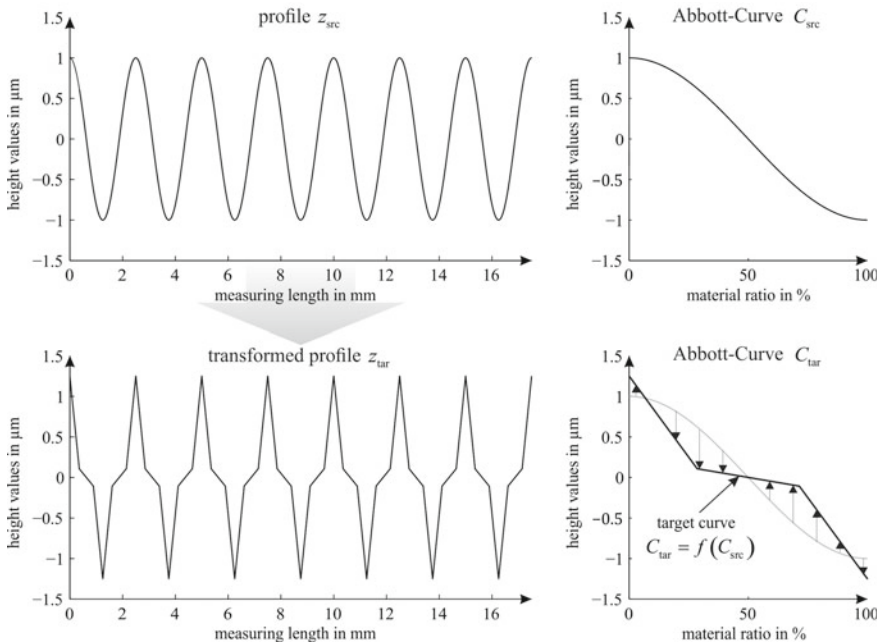 profile z_src
height values in µm
1.5
1
0.5
0
−0.5
−1
−1.5
0 2 4 6 8 10 12 14 16
measuring length in mm
Abbott-Curve C_src
height values in µm
1.5
1
0.5
0
−0.5
−1
−1.5
0 50 100
material ratio in %
transformed profile z_tar
height values in µm
1.5
1
0.5
0
−0.5
−1
−1.5
0 2 4 6 8 10 12 14 16
measuring length in mm
Abbott-Curve C_tar
height values in µm
1.5
1
0.5
0
−0.5
−1
−1.5
target curve
C_tar = f(C_src)
0 50 100
material ratio in %